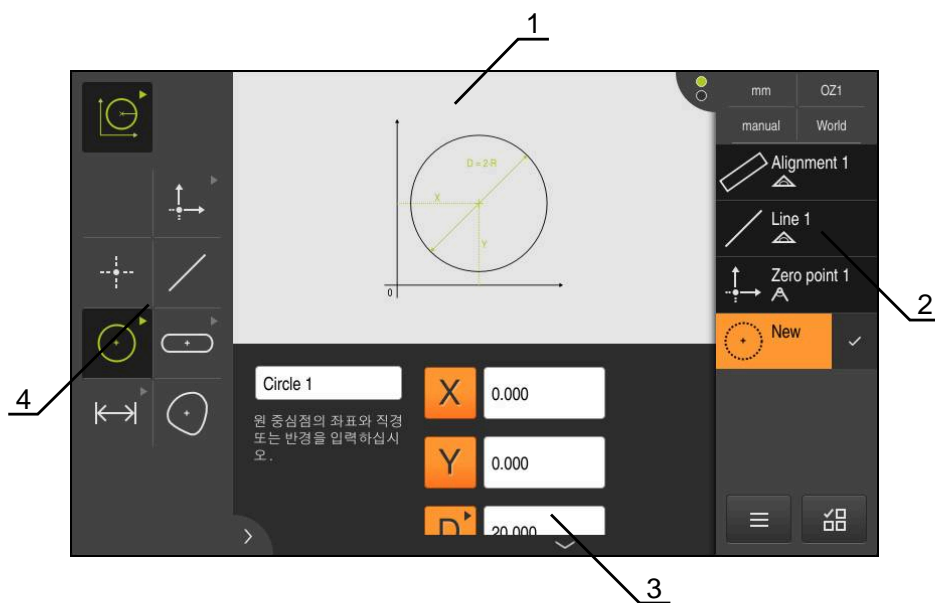 1
mm
OZ1
manual
World
Alignment 1
Line 1
Zero point 1
New
2
D=2R
X
Y
0
4
Circle 1
원 중심점의 좌표와 직경
또는 반경을 입력하십시
오.
X
0.000
Y
0.000
D
20.000
3